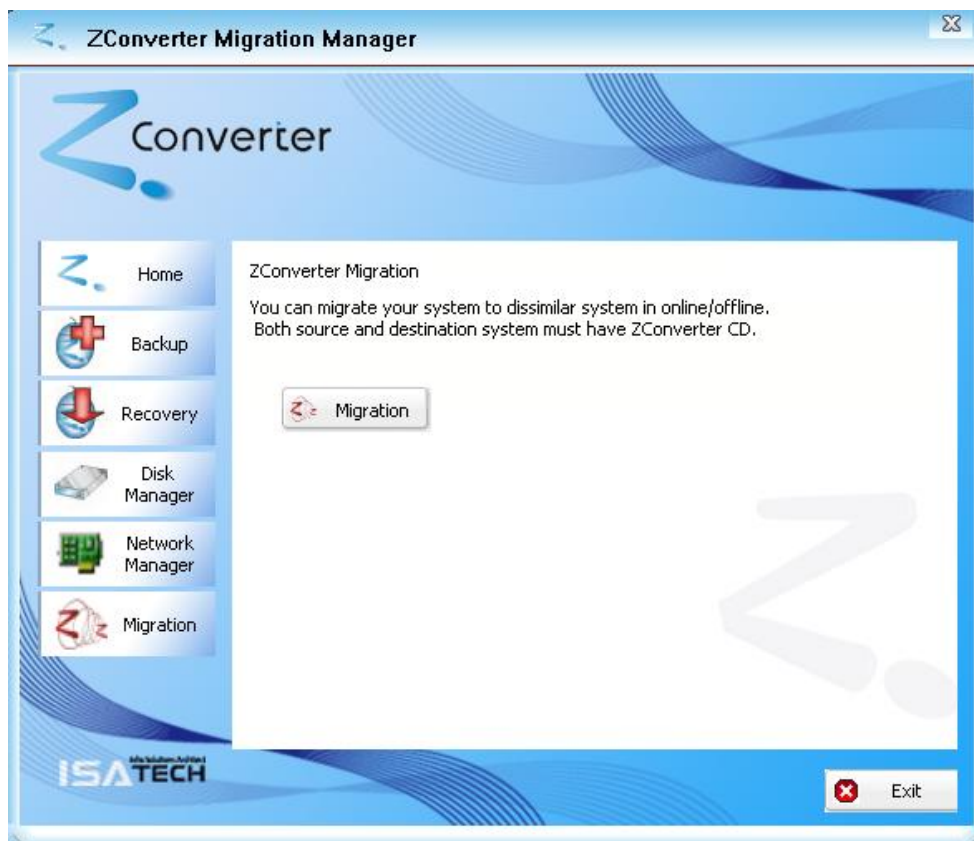 ZConverter Migration Manager
Converter
Home
Backup
Recovery
Disk
Manager
Network
Manager
Migration
ZConverter Migration
You can migrate your system to dissimilar system in online/offline.
Both source and destination system must have ZConverter CD.
Migration
ISATECH
Exit